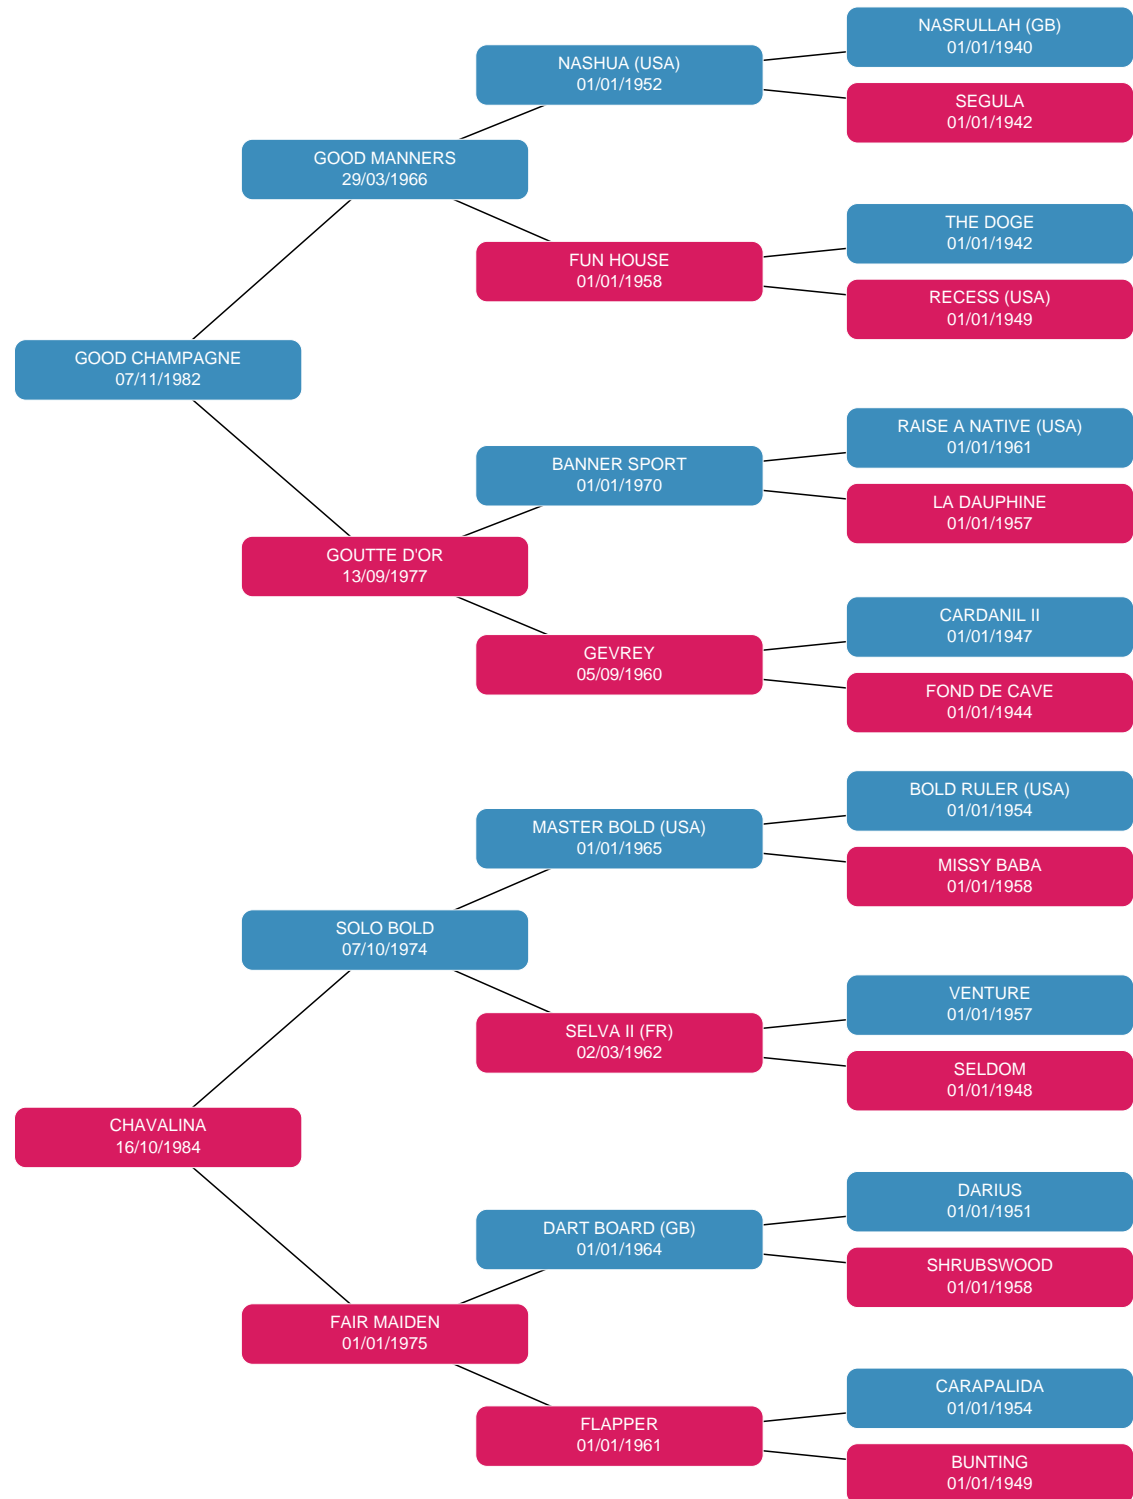 NASRULLAH (GB)
01/01/1940
NASHUA (USA)
01/01/1952
SEGULA
01/01/1942
GOOD MANNERS
29/03/1966
THE DOGE
01/01/1942
FUN HOUSE
01/01/1958
RECESS (USA)
01/01/1949
GOOD CHAMPAGNE
07/11/1982
RAISE A NATIVE (USA)
01/01/1961
BANNER SPORT
01/01/1970
LA DAUPHINE
01/01/1957
GOUTTE D'OR
13/09/1977
CARDANIL II
01/01/1947
GEVREY
05/09/1960
FOND DE CAVE
01/01/1944
BOLD RULER (USA)
01/01/1954
MASTER BOLD (USA)
01/01/1965
MISSY BABA
01/01/1958
SOLO BOLD
07/10/1974
VENTURE
01/01/1957
SELVA II (FR)
02/03/1962
SELDOM
01/01/1948
CHAVALINA
16/10/1984
DARIUS
01/01/1951
DART BOARD (GB)
01/01/1964
SHRUBSWOOD
01/01/1958
FAIR MAIDEN
01/01/1975
CARAPALIDA
01/01/1954
FLAPPER
01/01/1961
BUNTING
01/01/1949